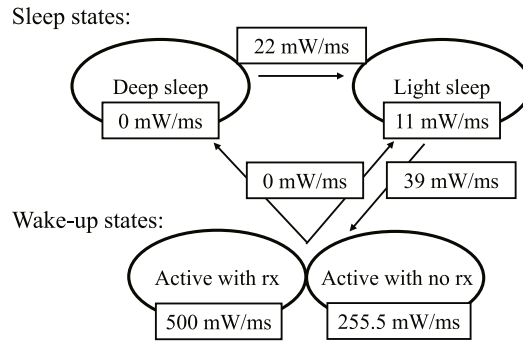 Sleep states:
22 mW/ms
Deep sleep
Light sleep
0 mW/ms
11 mW/ms
0 mW/ms
39 mW/ms
Wake-up states:
Active with rx
Active with no rx
500 mW/ms
255.5 mW/ms